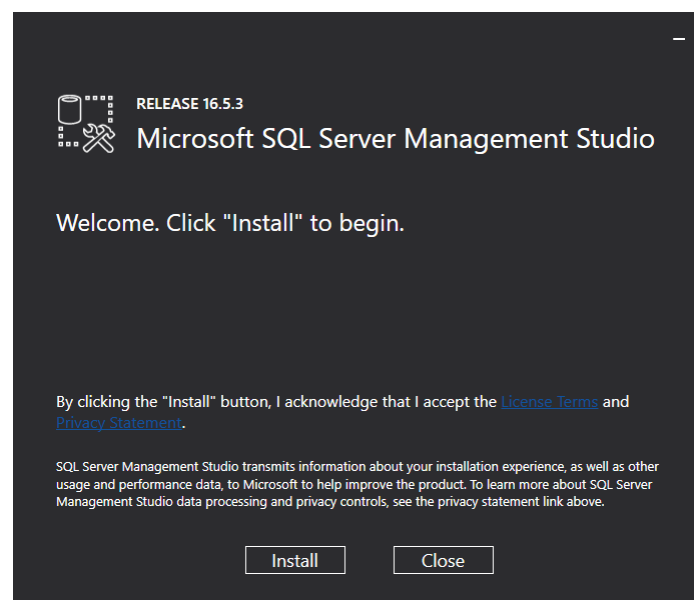 RELEASE 16.5.3
Microsoft SQL Server Management Studio
Welcome. Click "Install" to begin.
By clicking the "Install" button, I acknowledge that I accept the License Terms and
Privacy Statement.
SQL Server Management Studio transmits information about your installation experience, as well as other
usage and performance data, to Microsoft to help improve the product. To learn more about SQL Server
Management Studio data processing and privacy controls, see the privacy statement link above.
Install Close